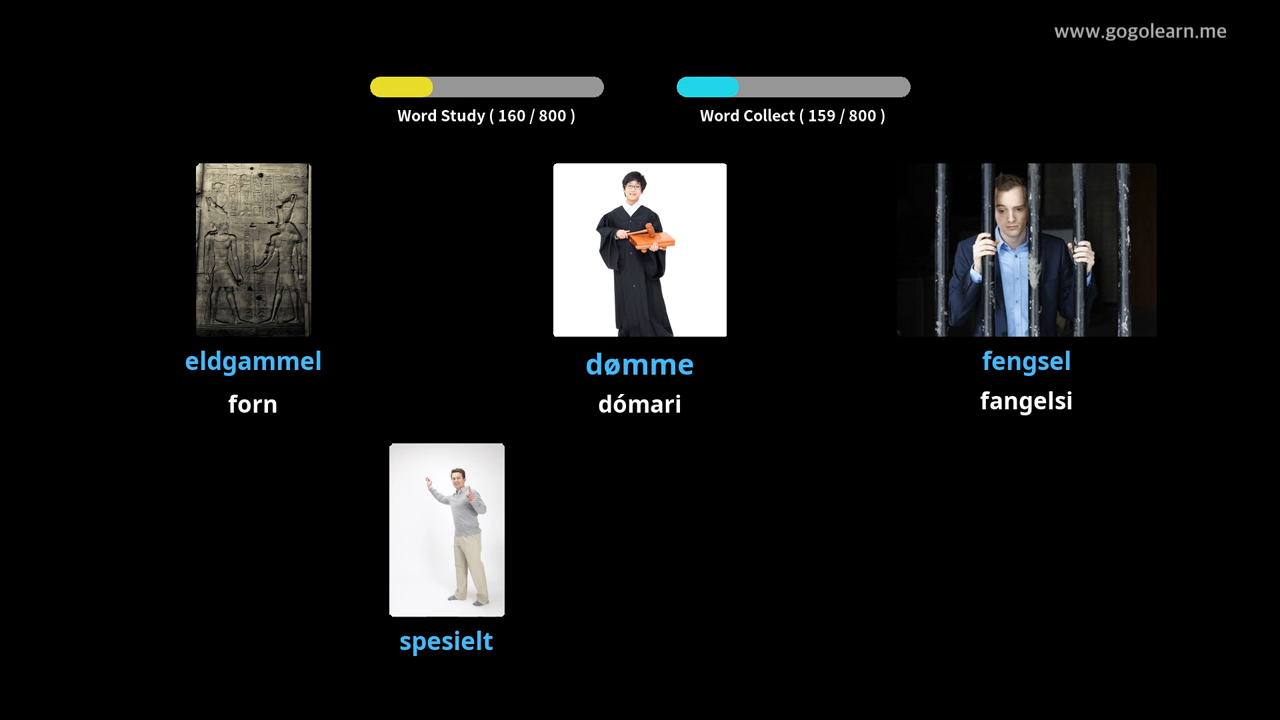 www.gogolearn.me
Word Study ( 160 / 800 )
Word Collect ( 159 / 800 )
eldgammel
dømme
fengsel
forn
dómari
fangelsi
spesielt